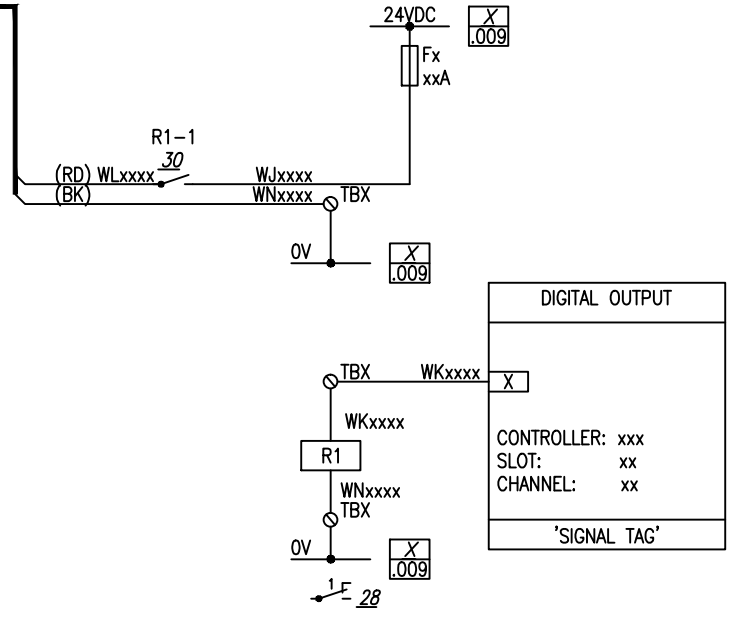 24VDC
X
.009
Fx
xxA
R1-1
30
(RD) WLxxxx
WJxxxx
(BK)
WNxxxx
TBX
0V
X
.009
DIGITAL OUTPUT
TBX
WKxxxx
X
WKxxxx
CONTROLLER: xxx
R1
SLOT: xx
CHANNEL: xx
WNxxxx
TBX
'SIGNAL TAG'
0V
X
.009
1 F
28